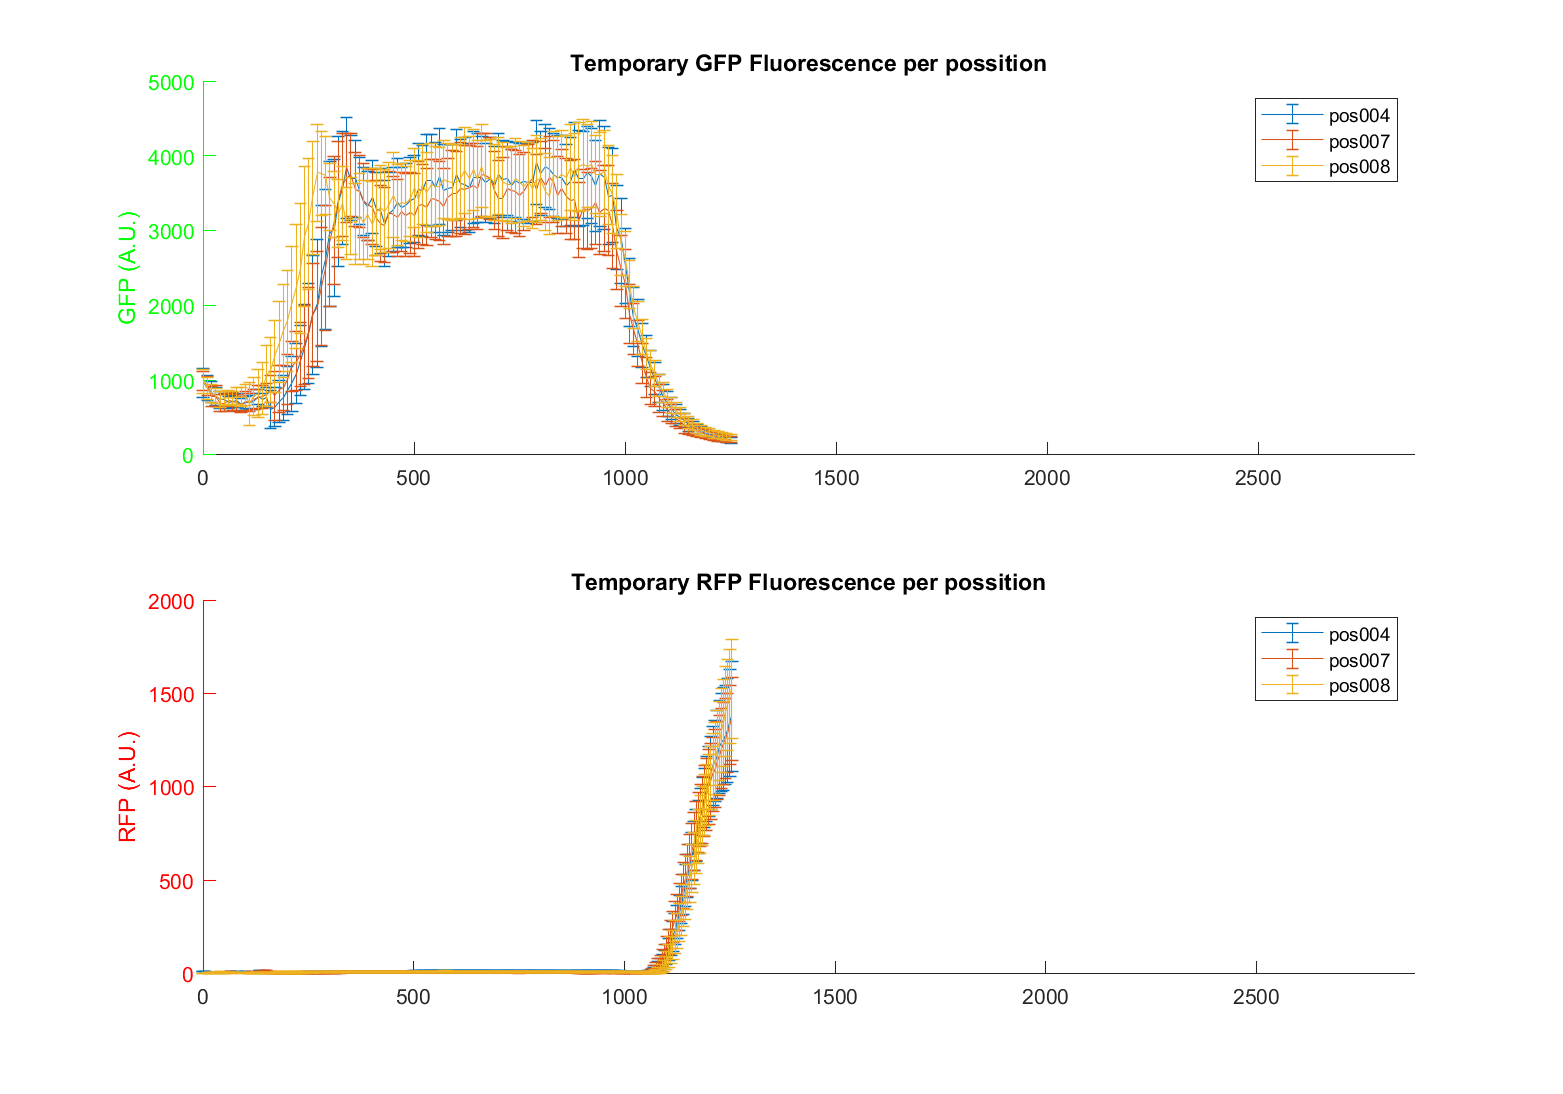 Temporary GFP Fluorescence per possition
GFP (A.U.)
5000
4000
3000
2000
1000
0
0 500 1000 1500 2000 2500
pos004
pos007
pos008
Temporary RFP Fluorescence per possition
RFP (A.U.)
2000
1500
1000
500
0
0 500 1000 1500 2000 2500
pos004
pos007
pos008